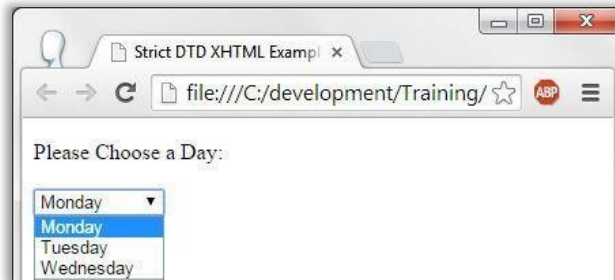 Strict DTD XHTML Exampl
file:///C:/development/Training/
ABP
Please Choose a Day:
Monday
Monday
Tuesday
Wednesday